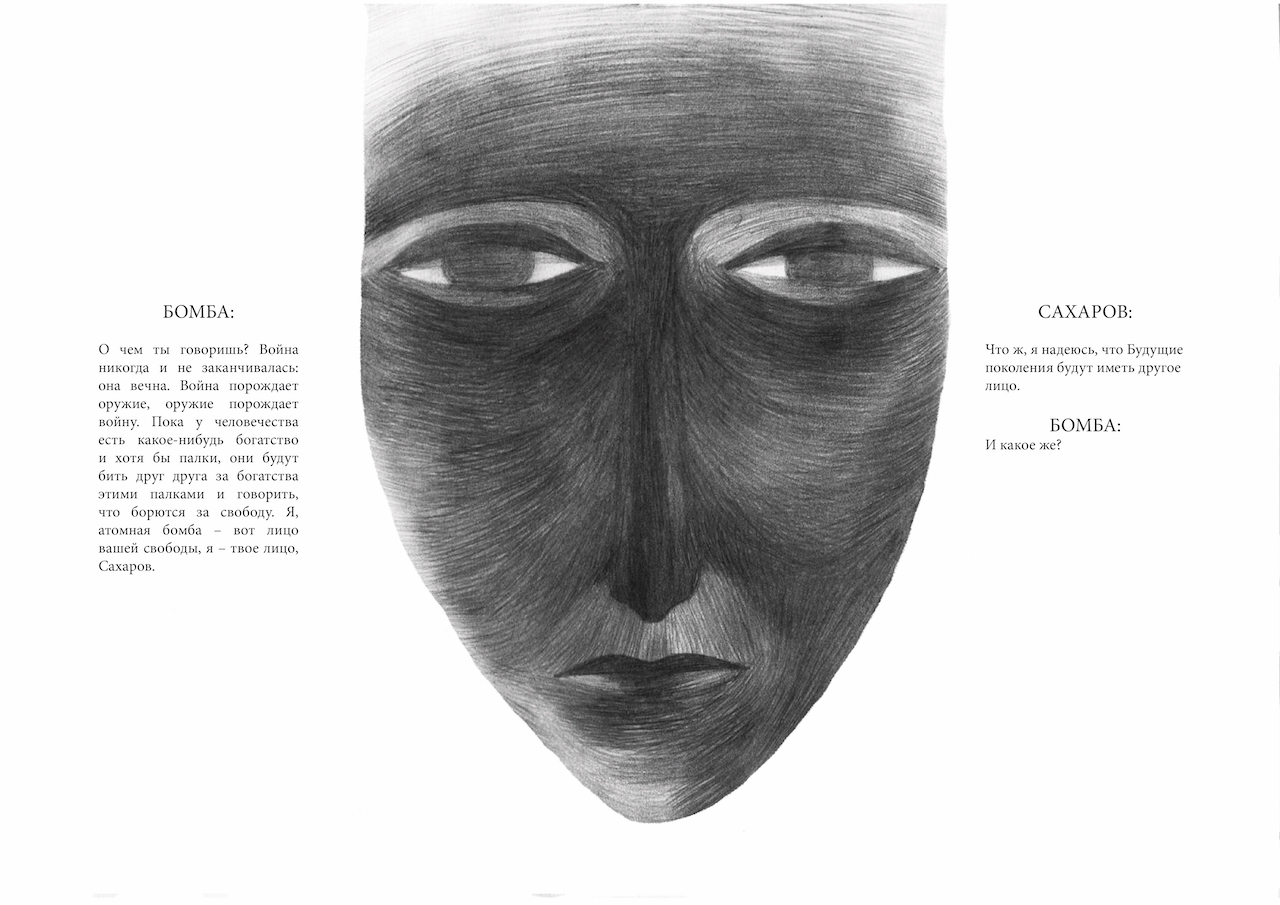 БОМБА:
О чем ты говоришь? Война
никогда и не заканчивалась:
она вечна. Война порождает
оружие, оружие порождает
войну. Пока у человечества
есть какое-нибудь богатство
и хотя бы палки, они будут
бить друг друга за богатства
этими палками и говорить,
что борются за свободу. Я,
атомная бомба – вот лицо
вашей свободы, я – твое лицо,
Сахаров.
САХАРОВ:
Что ж, я надеюсь, что Будущие
поколения будут иметь другое
лицо.
БОМБА:
И какое же?